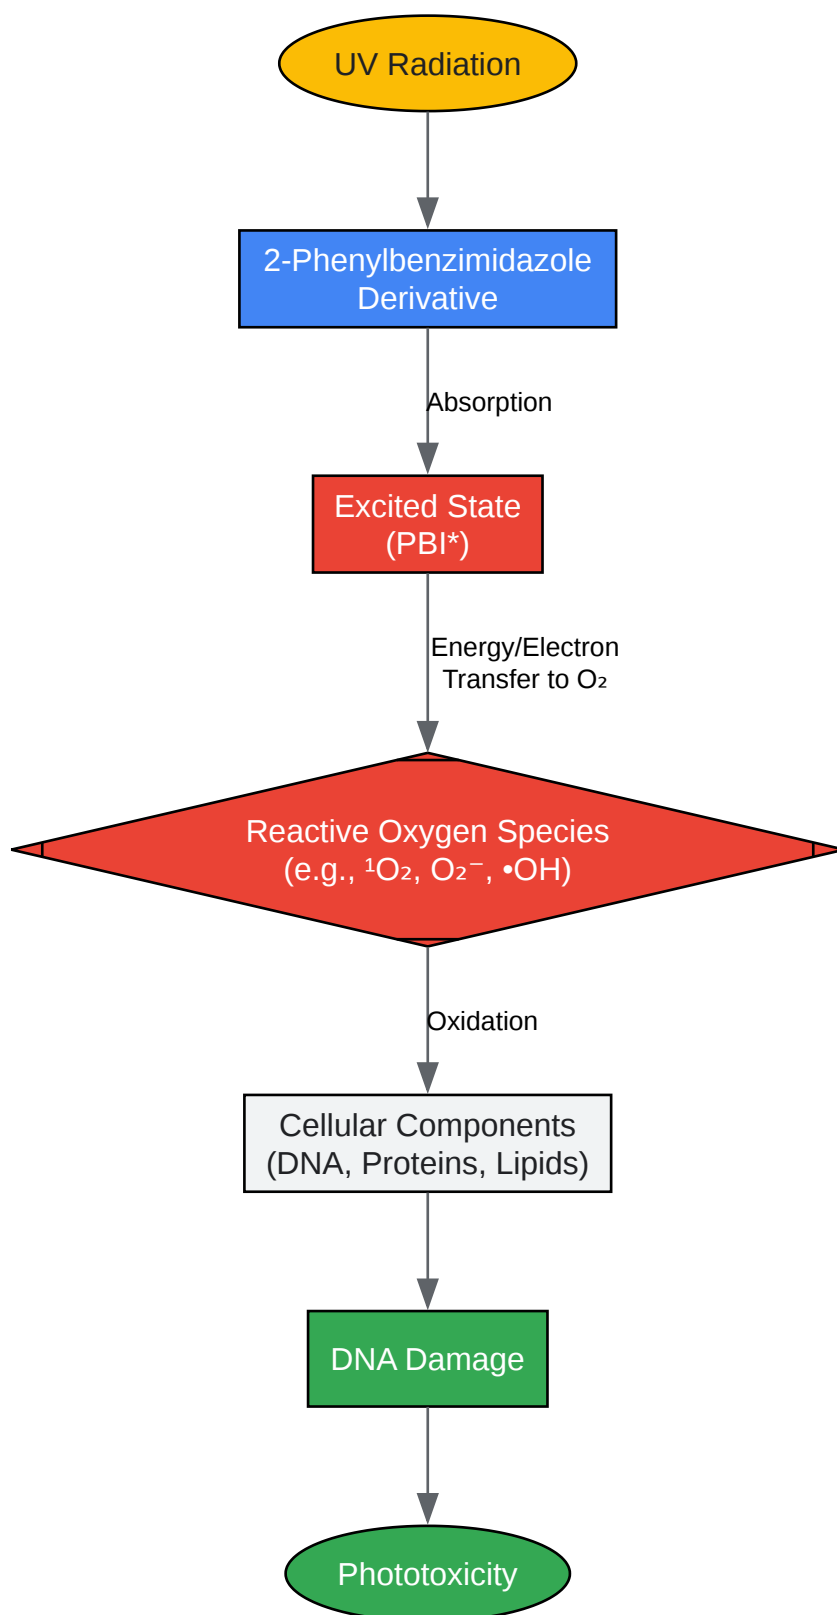 UV Radiation
2-Phenylbenzimidazole
Derivative
Absorption
Excited State
(PBI*)
Energy/Electron
Transfer to O₂
Reactive Oxygen Species
(e.g., ¹O₂, O₂⁻, •OH)
Oxidation
Cellular Components
(DNA, Proteins, Lipids)
DNA Damage
Phototoxicity